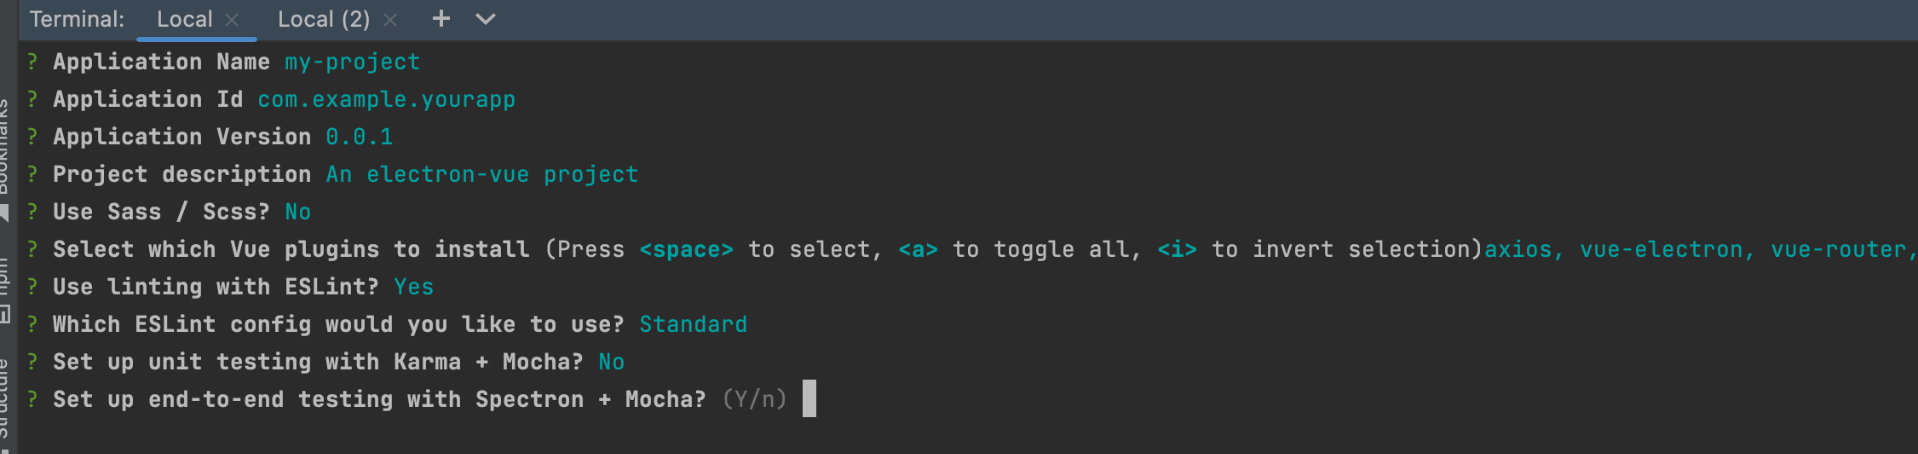 Terminal: Local × Local (2) × +
? Application Name my-project
? Application Id com.example.yourapp
? Application Version 0.0.1
? Project description An electron-vue project
? Use Sass / Scss? No
? Select which Vue plugins to install (Press <space> to select, <a> to toggle all, <i> to invert selection)axios, vue-electron, vue-router,
? Use linting with ESLint? Yes
? Which ESLint config would you like to use? Standard
? Set up unit testing with Karma + Mocha? No
? Set up end-to-end testing with Spectron + Mocha? (Y/n)
Bookmarks
npm
Structure